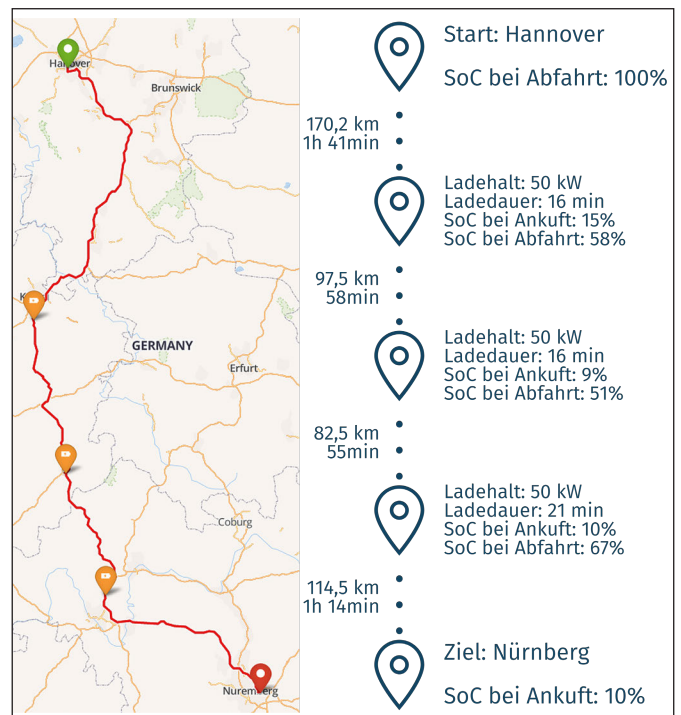 Hanover
Brunswick
GERMANY
Erfurt
Coburg
Nuremberg
Start: Hannover
SoC bei Abfahrt: 100%
170,2 km
1h 41min
Ladehalt: 50 kW
Ladedauer: 16 min
SoC bei Ankuft: 15%
SoC bei Abfahrt: 58%
97,5 km
58min
Ladehalt: 50 kW
Ladedauer: 16 min
SoC bei Ankuft: 9%
SoC bei Abfahrt: 51%
82,5 km
55min
Ladehalt: 50 kW
Ladedauer: 21 min
SoC bei Ankuft: 10%
SoC bei Abfahrt: 67%
114,5 km
1h 14min
Ziel: Nürnberg
SoC bei Ankuft: 10%